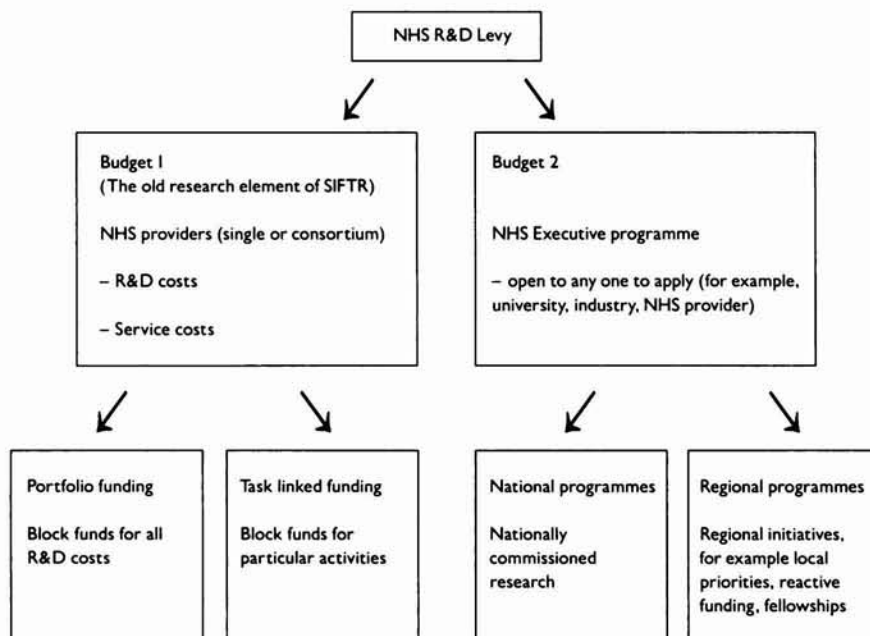 NHS R&D Levy
Budget 1
(The old research element of SIFTR)
NHS providers (single or consortium)
– R&D costs
– Service costs
Budget 2
NHS Executive programme
– open to any one to apply (for example,
university, industry, NHS provider)
Portfolio funding
Block funds for all
R&D costs
Task linked funding
Block funds for
particular activities
National programmes
Nationally
commissioned
research
Regional programmes
Regional initiatives,
for example local
priorities, reactive
funding, fellowships